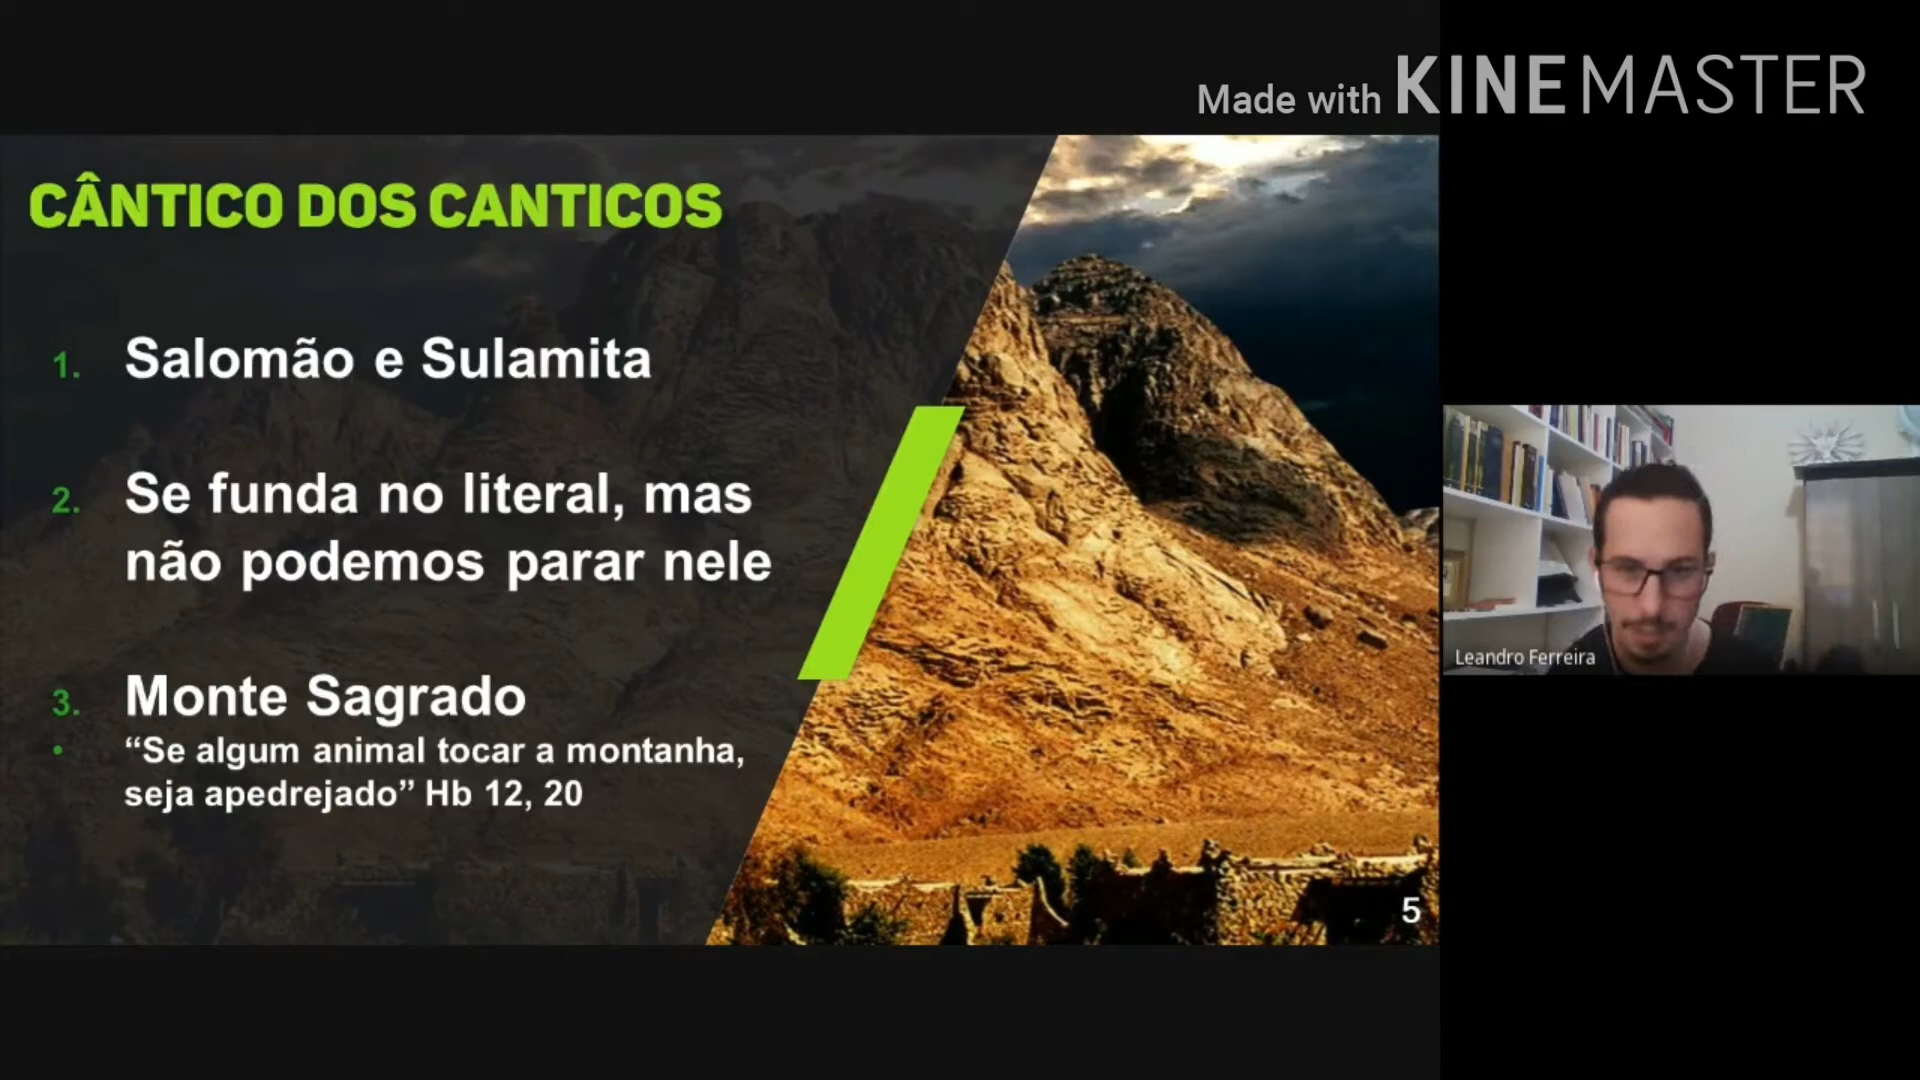 Made with KINEMASTER
CÂNTICO DOS CANTICOS
1. Salomão e Sulamita
2. Se funda no literal, mas
não podemos parar nele
3. Monte Sagrado
• “Se algum animal tocar a montanha,
seja apedrejado” Hb 12, 20
5
Leandro Ferreira